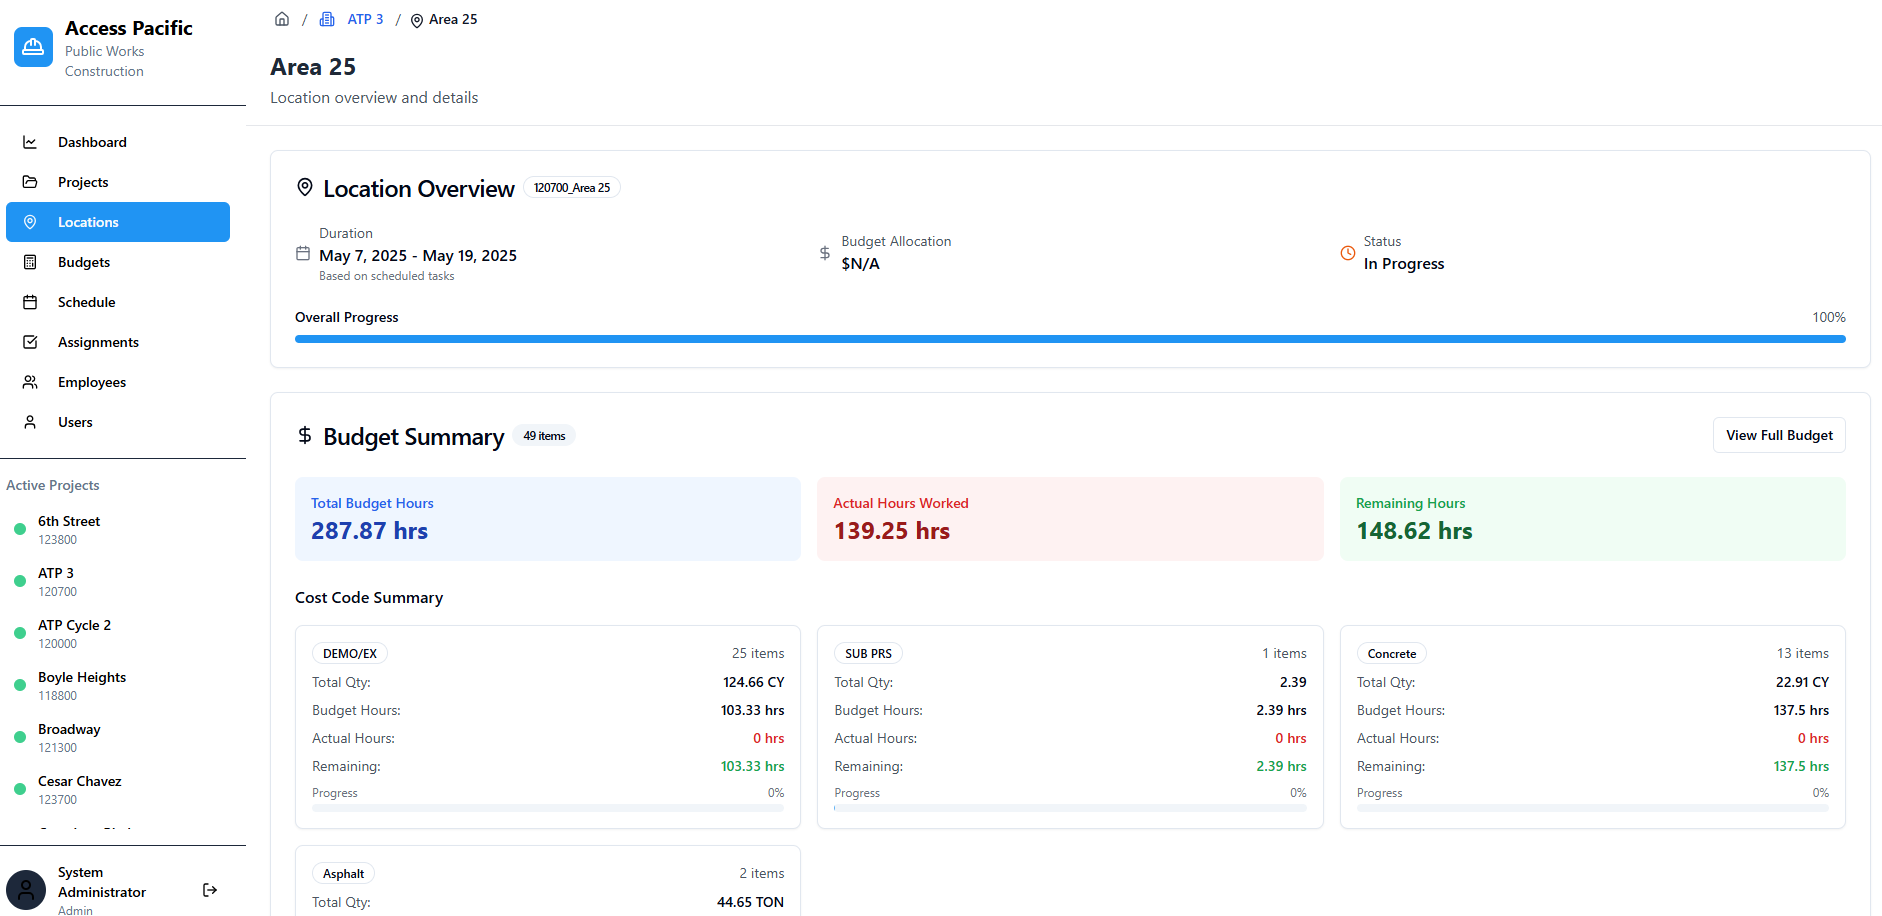 Access Pacific
Public Works
Construction
Dashboard
Projects
Locations
Budgets
Schedule
Assignments
Employees
Users
Active Projects
6th Street
123800
ATP 3
120700
ATP Cycle 2
120000
Boyle Heights
118800
Broadway
121300
Cesar Chavez
123700
System
Administrator
Admin
/ ATP 3 / Area 25
Area 25
Location overview and details
Location Overview 120700_Area 25
Duration
May 7, 2025 - May 19, 2025
Based on scheduled tasks
Budget Allocation
$N/A
Status
In Progress
Overall Progress 100%
$ Budget Summary 49 items
View Full Budget
Total Budget Hours
287.87 hrs
Actual Hours Worked
139.25 hrs
Remaining Hours
148.62 hrs
Cost Code Summary
DEMO/EX 25 items
Total Qty: 124.66 CY
Budget Hours: 103.33 hrs
Actual Hours: 0 hrs
Remaining: 103.33 hrs
Progress 0%
SUB PRS 1 items
Total Qty: 2.39
Budget Hours: 2.39 hrs
Actual Hours: 0 hrs
Remaining: 2.39 hrs
Progress 0%
Concrete 13 items
Total Qty: 22.91 CY
Budget Hours: 137.5 hrs
Actual Hours: 0 hrs
Remaining: 137.5 hrs
Progress 0%
Asphalt 2 items
Total Qty: 44.65 TON